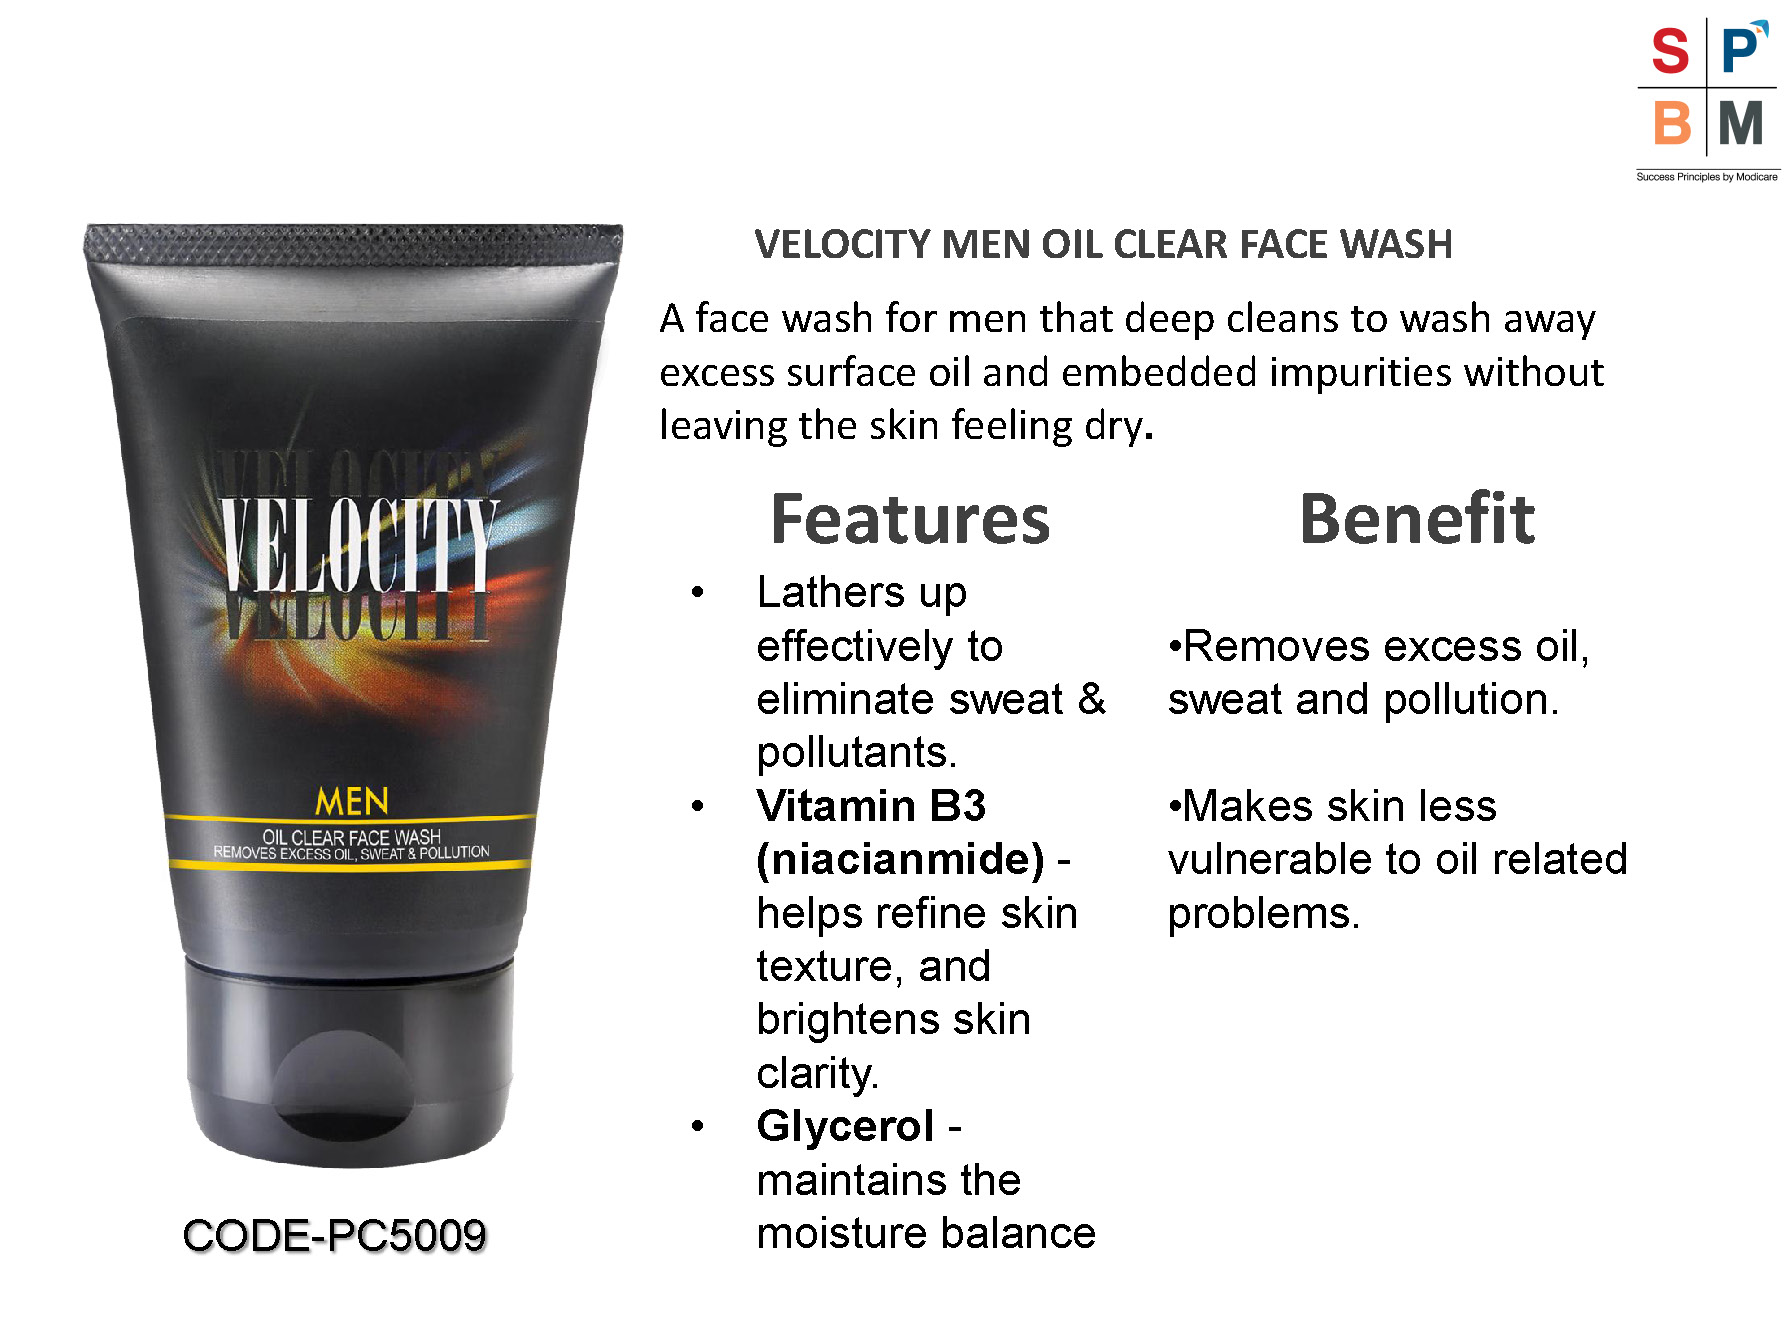 S P
B M
Success Principles by Modicare
VELOCITY MEN OIL CLEAR FACE WASH
A face wash for men that deep cleans to wash away
excess surface oil and embedded impurities without
leaving the skin feeling dry.
VELOCITY
VELOCITY
VELOCITY
MEN
OIL CLEAR FACE WASH
REMOVES EXCESS OIL, SWEAT & POLLUTION
CODE-PC5009
Features
• Lathers up
effectively to
eliminate sweat &
pollutants.
• Vitamin B3
(niacianmide) -
helps refine skin
texture, and
brightens skin
clarity.
• Glycerol -
maintains the
moisture balance
Benefit
•Removes excess oil,
sweat and pollution.
•Makes skin less
vulnerable to oil related
problems.